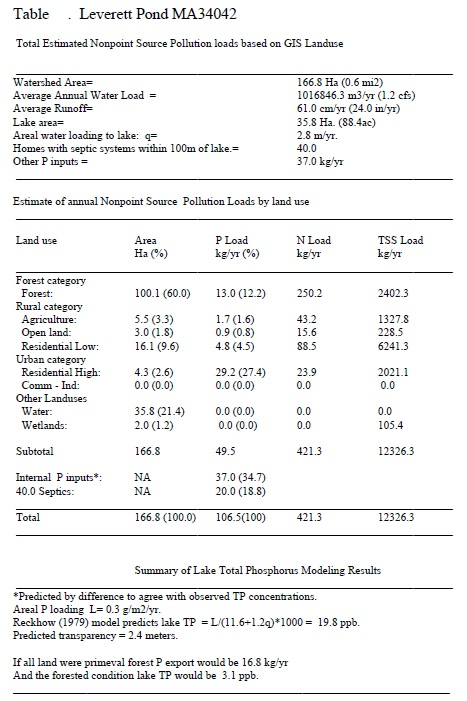 Table . Leverett Pond MA34042
Total Estimated Nonpoint Source Pollution loads based on GIS Landuse
Watershed Area= 166.8 Ha (0.6 mi2)
Average Annual Water Load = 1016846.3 m3/yr (1.2 cfs)
Average Runoff= 61.0 cm/yr (24.0 in/yr)
Lake area= 35.8 Ha. (88.4ac)
Areal water loading to lake: q= 2.8 m/yr.
Homes with septic systems within 100m of lake.= 40.0
Other P inputs = 37.0 kg/yr
Estimate of annual Nonpoint Source Pollution Loads by land use
Land use Area P Load N Load TSS Load
Ha (%) kg/yr (%) kg/yr kg/yr
Forest category
Forest: 100.1 (60.0) 13.0 (12.2) 250.2 2402.3
Rural category
Agriculture: 5.5 (3.3) 1.7 (1.6) 43.2 1327.8
Open land: 3.0 (1.8) 0.9 (0.8) 15.6 228.5
Residential Low: 16.1 (9.6) 4.8 (4.5) 88.5 6241.3
Urban category
Residential High: 4.3 (2.6) 29.2 (27.4) 23.9 2021.1
Comm - Ind: 0.0 (0.0) 0.0 (0.0) 0.0 0.0
Other Landuses
Water: 35.8 (21.4) 0.0 (0.0) 0.0 0.0
Wetlands: 2.0 (1.2) 0.0 (0.0) 0.0 105.4
Subtotal 166.8 49.5 421.3 12326.3
Internal P inputs*: NA 37.0 (34.7)
40.0 Septics: NA 20.0 (18.8)
Total 166.8 (100.0) 106.5(100) 421.3 12326.3
Summary of Lake Total Phosphorus Modeling Results
*Predicted by difference to agree with observed TP concentrations.
Areal P loading L= 0.3 g/m2/yr.
Reckhow (1979) model predicts lake TP = L/(11.6+1.2q)*1000 = 19.8 ppb.
Predicted transparency = 2.4 meters.
If all land were primeval forest P export would be 16.8 kg/yr
And the forested condition lake TP would be 3.1 ppb.